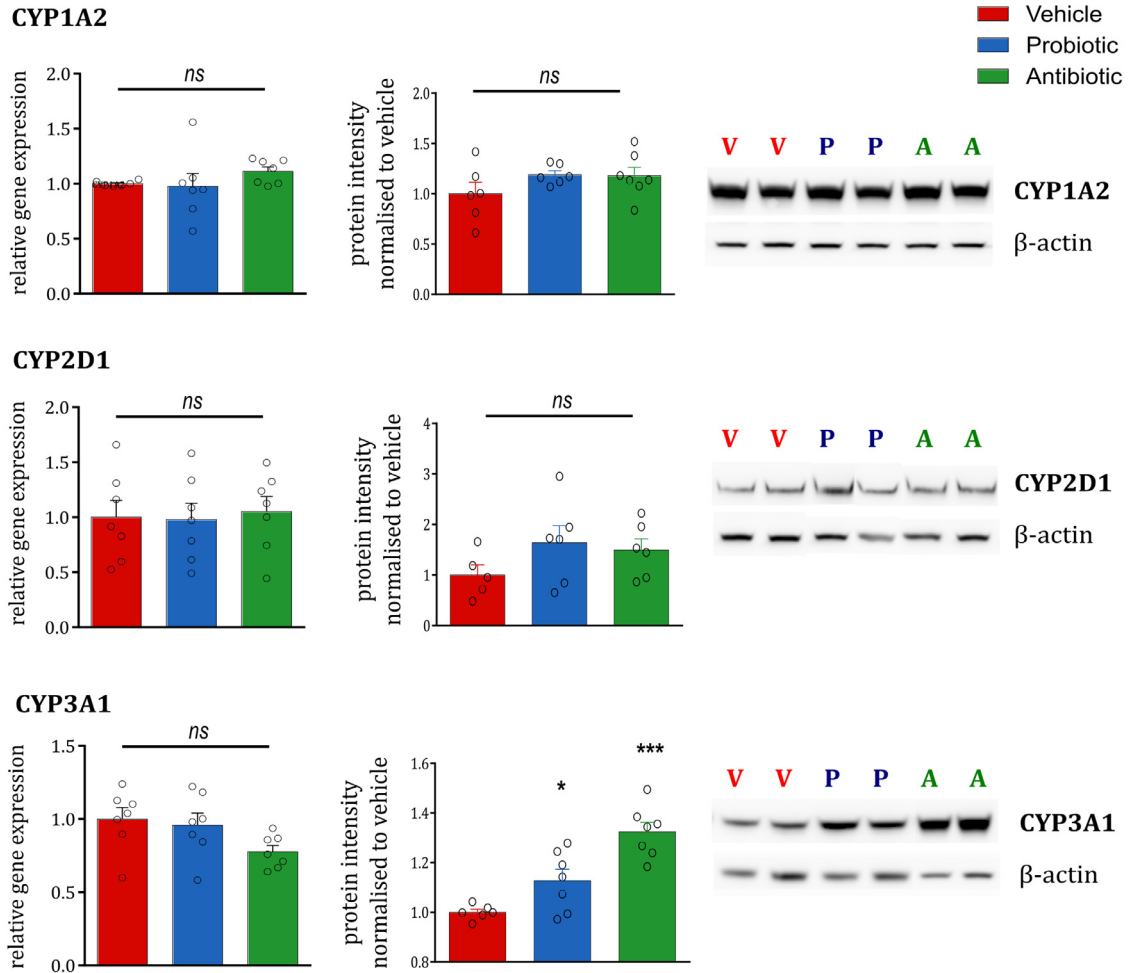 CYP1A2
Vehicle
Probiotic
Antibiotic
relative gene expression
2.0
1.5
1.0
0.5
0.0
ns
protein intensity
normalised to vehicle
2.0
1.5
1.0
0.5
0.0
ns
V V P P A A
CYP1A2
β-actin
CYP2D1
relative gene expression
2.0
1.5
1.0
0.5
0.0
ns
protein intensity
normalised to vehicle
4
3
2
1
0
ns
V V P P A A
CYP2D1
β-actin
CYP3A1
relative gene expression
1.5
1.0
0.5
0.0
ns
protein intensity
normalised to vehicle
1.6
1.4
1.2
1.0
0.8
*
***
V V P P A A
CYP3A1
β-actin